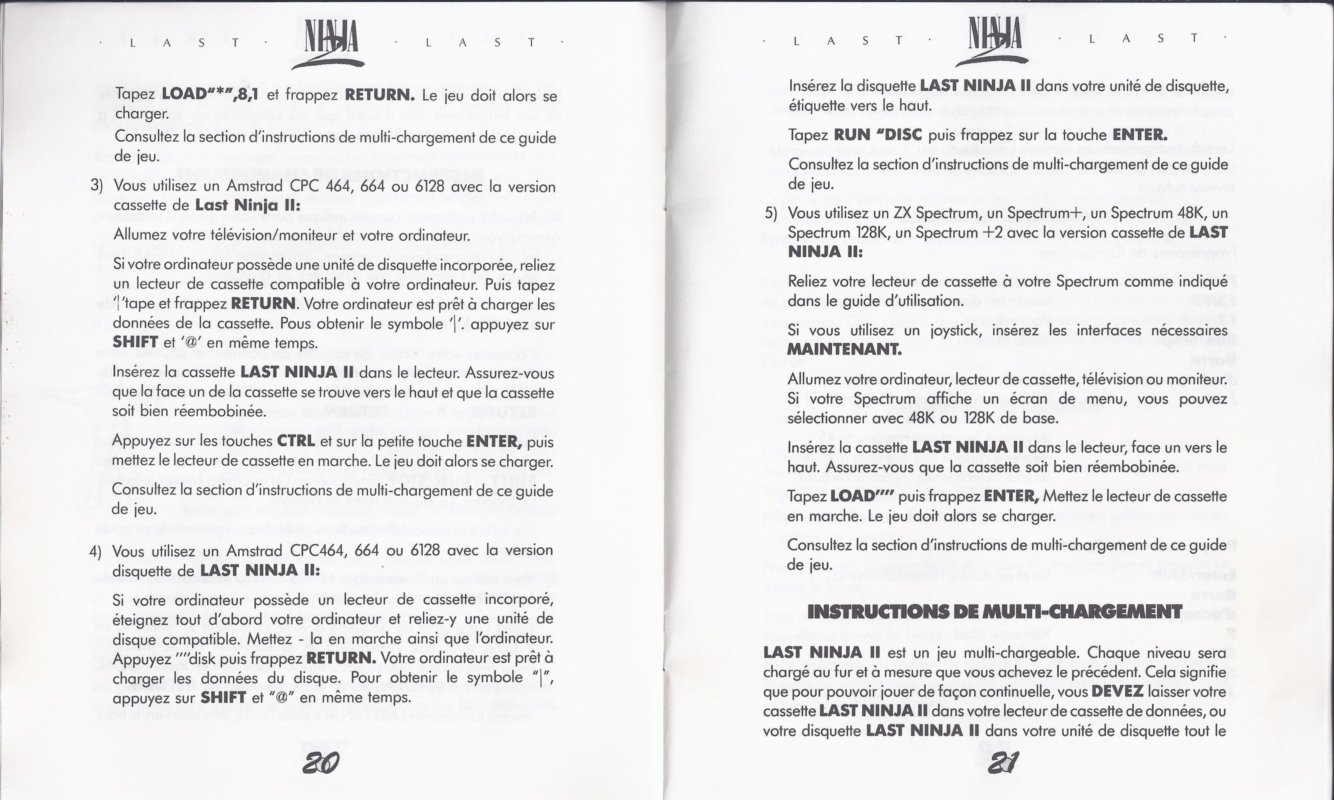 · L A S T · NINJA 2 · L A S T ·
Tapez LOAD"*",8,1 et frappez RETURN. Le jeu doit alors se
charger.
Consultez la section d'instructions de multi-chargement de ce guide
de jeu.
3) Vous utilisez un Amstrad CPC 464, 664 ou 6128 avec la version
cassette de Last Ninja II:
Allumez votre télévision/moniteur et votre ordinateur.
Si votre ordinateur possède une unité de disquette incorporée, reliez
un lecteur de cassette compatible à votre ordinateur. Puis tapez
'|'tape et frappez RETURN. Votre ordinateur est prêt à charger les
données de la cassette. Pous obtenir le symbole '|'. appuyez sur
SHIFT et '@' en même temps.
Insérez la cassette LAST NINJA II dans le lecteur. Assurez-vous
que la face un de la cassette se trouve vers le haut et que la cassette
soit bien réembobinée.
Appuyez sur les touches CTRL et sur la petite touche ENTER, puis
mettez le lecteur de cassette en marche. Le jeu doit alors se charger.
Consultez la section d'instructions de multi-chargement de ce guide
de jeu.
4) Vous utilisez un Amstrad CPC464, 664 ou 6128 avec la version
disquette de LAST NINJA II:
Si votre ordinateur possède un lecteur de cassette incorporé,
éteignez tout d'abord votre ordinateur et reliez-y une unité de
disque compatible. Mettez - la en marche ainsi que l'ordinateur.
Appuyez ""disk puis frappez RETURN. Votre ordinateur est prêt à
charger les données du disque. Pour obtenir le symbole "|",
appuyez sur SHIFT et "@" en même temps.
20
· L A S T · NINJA 2 · L A S T ·
Insérez la disquette LAST NINJA II dans votre unité de disquette,
étiquette vers le haut.
Tapez RUN "DISC puis frappez sur la touche ENTER.
Consultez la section d'instructions de multi-chargement de ce guide
de jeu.
5) Vous utilisez un ZX Spectrum, un Spectrum+, un Spectrum 48K, un
Spectrum 128K, un Spectrum +2 avec la version cassette de LAST
NINJA II:
Reliez votre lecteur de cassette à votre Spectrum comme indiqué
dans le guide d'utilisation.
Si vous utilisez un joystick, insérez les interfaces nécessaires
MAINTENANT.
Allumez votre ordinateur, lecteur de cassette, télévision ou moniteur.
Si votre Spectrum affiche un écran de menu, vous pouvez
sélectionner avec 48K ou 128K de base.
Insérez la cassette LAST NINJA II dans le lecteur, face un vers le
haut. Assurez-vous que la cassette soit bien réembobinée.
Tapez LOAD"" puis frappez ENTER, Mettez le lecteur de cassette
en marche. Le jeu doit alors se charger.
Consultez la section d'instructions de multi-chargement de ce guide
de jeu.
INSTRUCTIONS DE MULTI-CHARGEMENT
LAST NINJA II est un jeu multi-chargeable. Chaque niveau sera
chargé au fur et à mesure que vous achevez le précédent. Cela signifie
que pour pouvoir jouer de façon continuelle, vous DEVEZ laisser votre
cassette LAST NINJA II dans votre lecteur de cassette de données, ou
votre disquette LAST NINJA II dans votre unité de disquette tout le
21